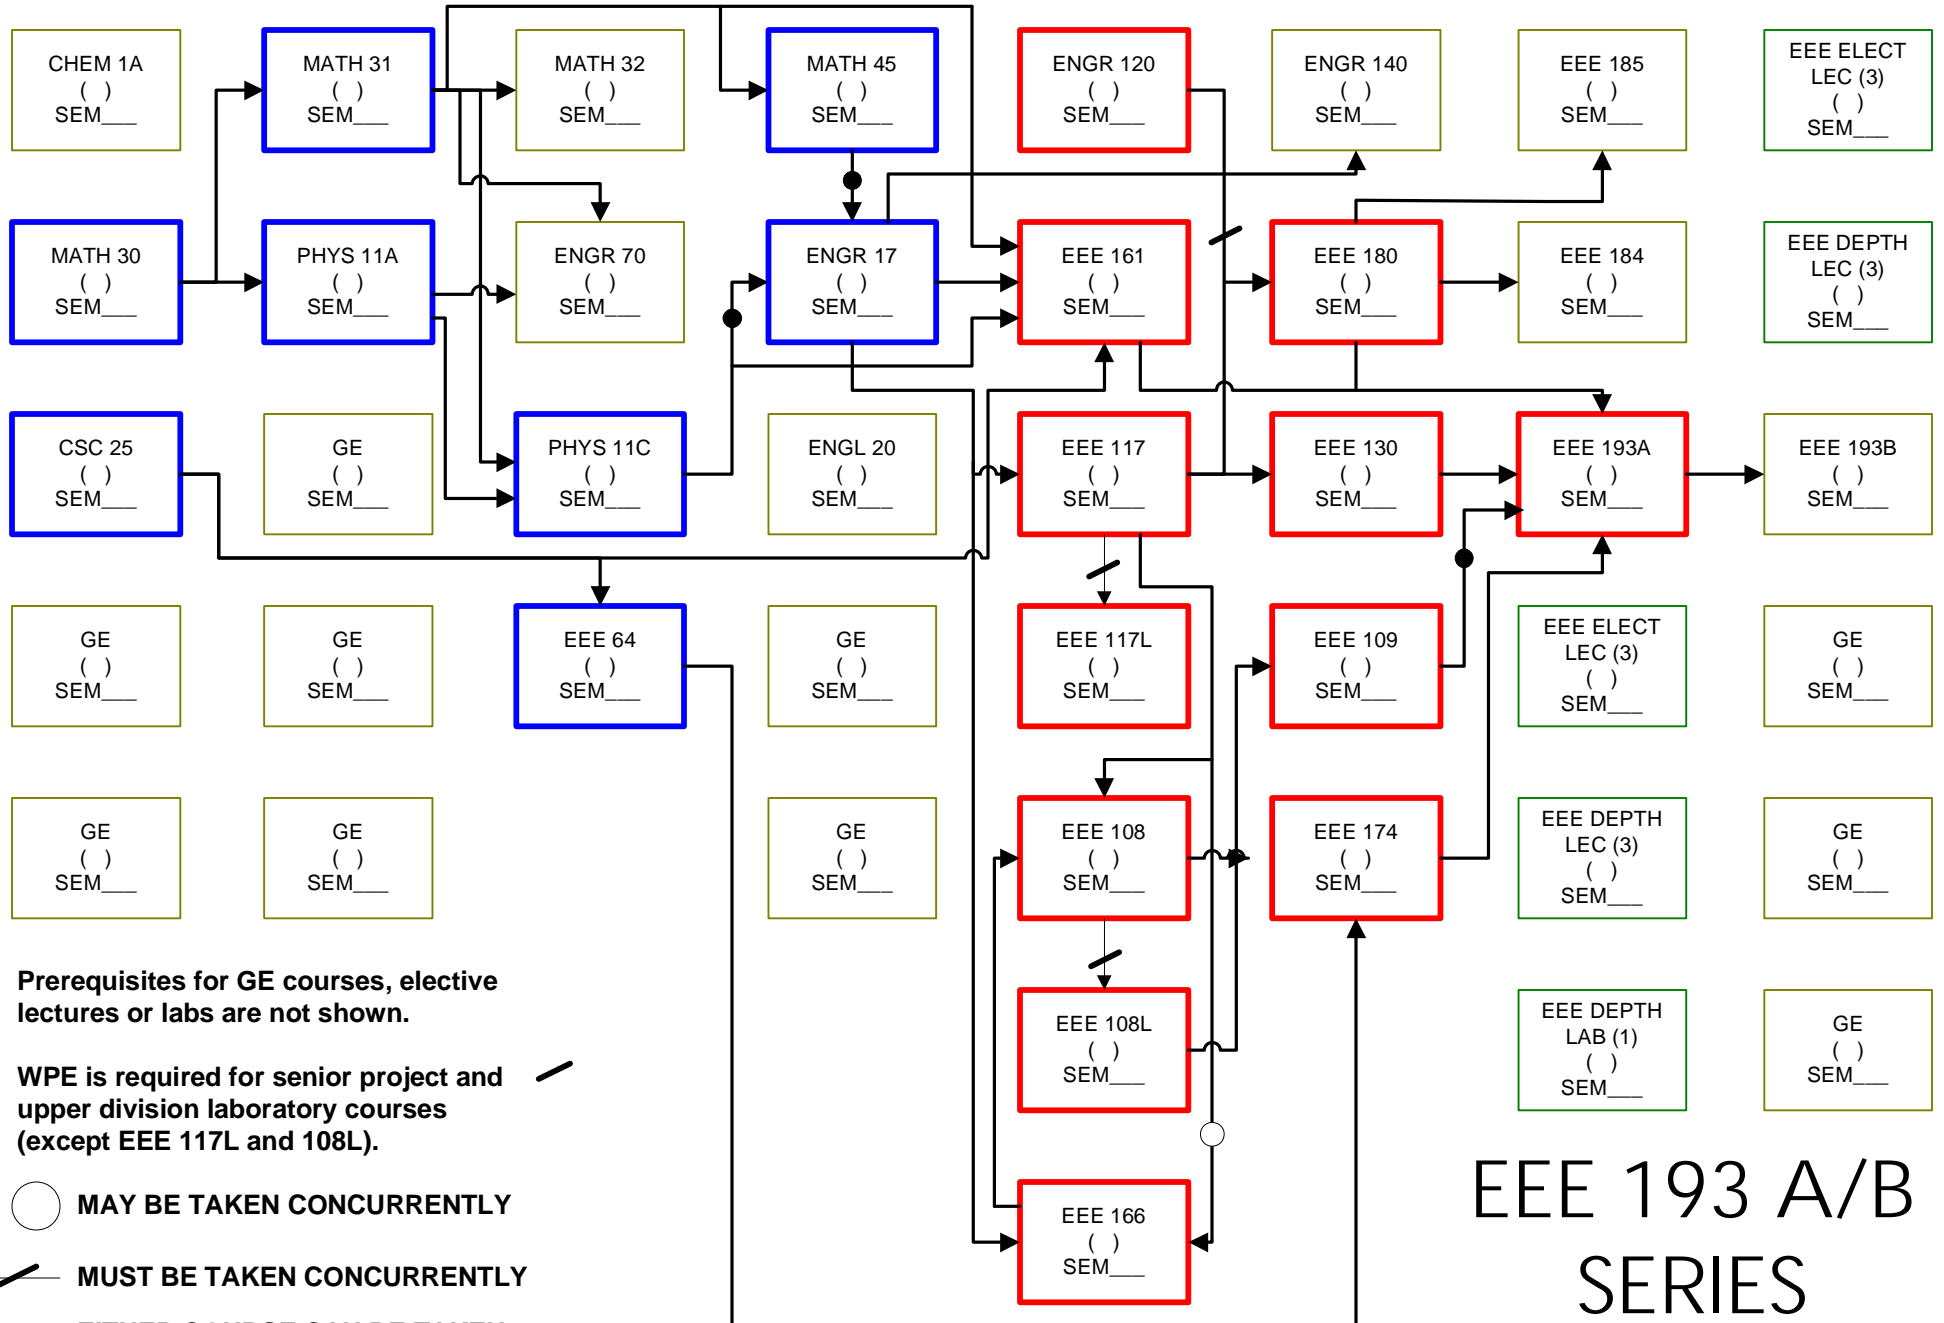 CHEM 1A
( )
SEM___
MATH 31
( )
SEM___
MATH 32
( )
SEM___
MATH 45
( )
SEM___
ENGR 120
( )
SEM___
ENGR 140
( )
SEM___
EEE 185
( )
SEM___
EEE ELECT
LEC (3)
( )
SEM___
MATH 30
( )
SEM___
PHYS 11A
( )
SEM___
ENGR 70
( )
SEM___
ENGR 17
( )
SEM___
EEE 161
( )
SEM___
EEE 180
( )
SEM___
EEE 184
( )
SEM___
EEE DEPTH
LEC (3)
( )
SEM___
CSC 25
( )
SEM___
GE
( )
SEM___
PHYS 11C
( )
SEM___
ENGL 20
( )
SEM___
EEE 117
( )
SEM___
EEE 130
( )
SEM___
EEE 193A
( )
SEM___
EEE 193B
( )
SEM___
GE
( )
SEM___
GE
( )
SEM___
EEE 64
( )
SEM___
GE
( )
SEM___
EEE 117L
( )
SEM___
EEE 109
( )
SEM___
EEE ELECT
LEC (3)
( )
SEM___
GE
( )
SEM___
GE
( )
SEM___
GE
( )
SEM___
GE
( )
SEM___
EEE 108
( )
SEM___
EEE 174
( )
SEM___
EEE DEPTH
LEC (3)
( )
SEM___
GE
( )
SEM___
EEE 108L
( )
SEM___
EEE DEPTH
LAB (1)
( )
SEM___
GE
( )
SEM___
EEE 166
( )
SEM___
Prerequisites for GE courses, elective
lectures or labs are not shown.
WPE is required for senior project and
upper division laboratory courses
(except EEE 117L and 108L).
MAY BE TAKEN CONCURRENTLY
MUST BE TAKEN CONCURRENTLY
EEE 193 A/B
SERIES